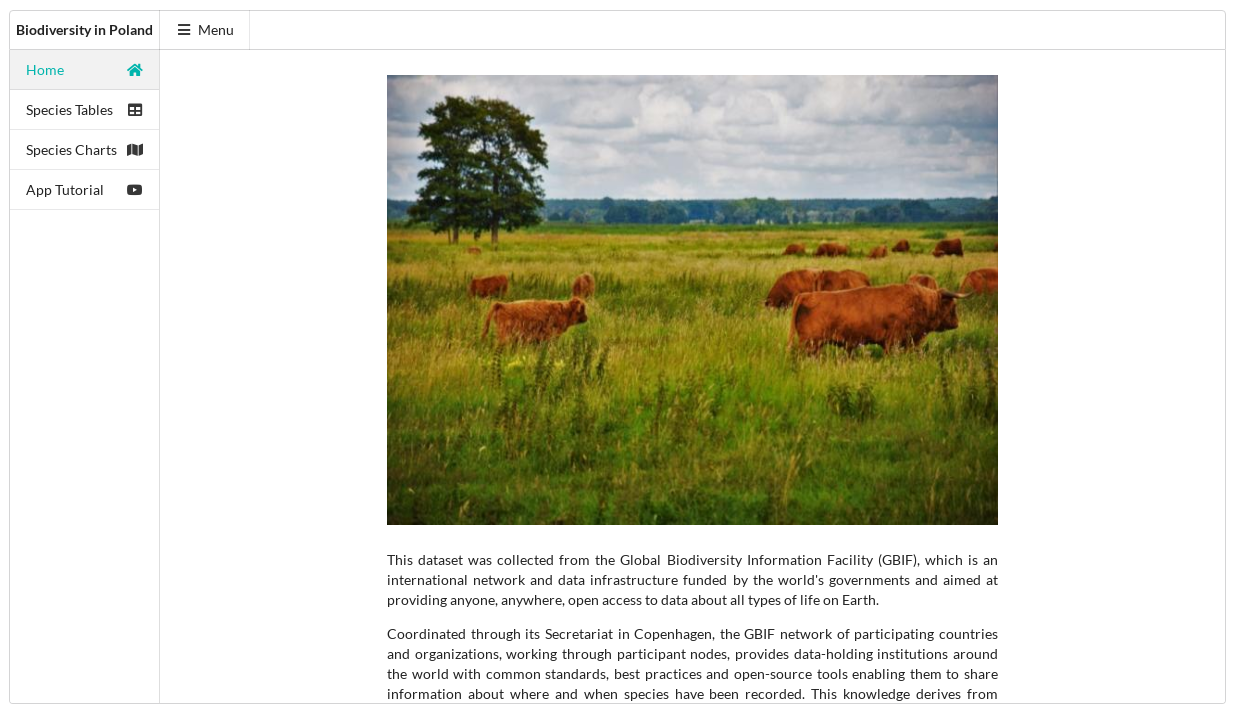 Biodiversity in Poland
Menu
Home
Species Tables
Species Charts
App Tutorial
This dataset was collected from the Global Biodiversity Information Facility (GBIF), which is an
international network and data infrastructure funded by the world's governments and aimed at
providing anyone, anywhere, open access to data about all types of life on Earth.
Coordinated through its Secretariat in Copenhagen, the GBIF network of participating countries
and organizations, working through participant nodes, provides data-holding institutions around
the world with common standards, best practices and open-source tools enabling them to share
information about where and when species have been recorded. This knowledge derives from